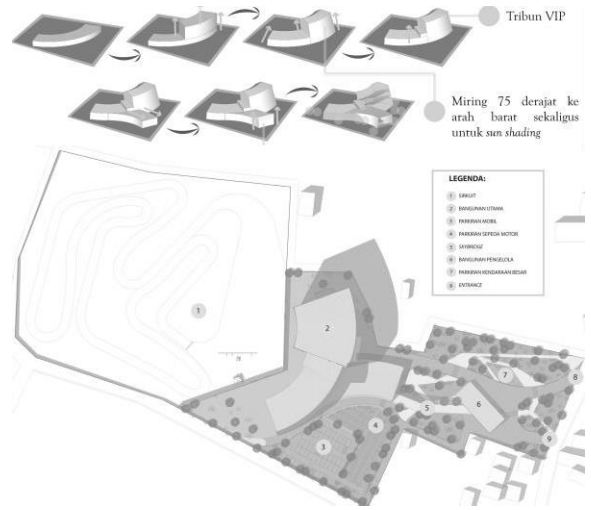 Tribun VIP
Miring 75 derajat ke
arah barat sekaligus
untuk sun shading
LEGENDA:
1 SIRKUIT
2 BANGUNAN UTAMA
3 PARKIRAN MOBIL
4 PARKIRAN SEPEDA MOTOR
5 SKYBRIDGE
6 BANGUNAN PENGELOLA
7 PARKIRAN KENDARAAN BESAR
8 ENTRANCE
1
2
3
4
5
6
7
8
9